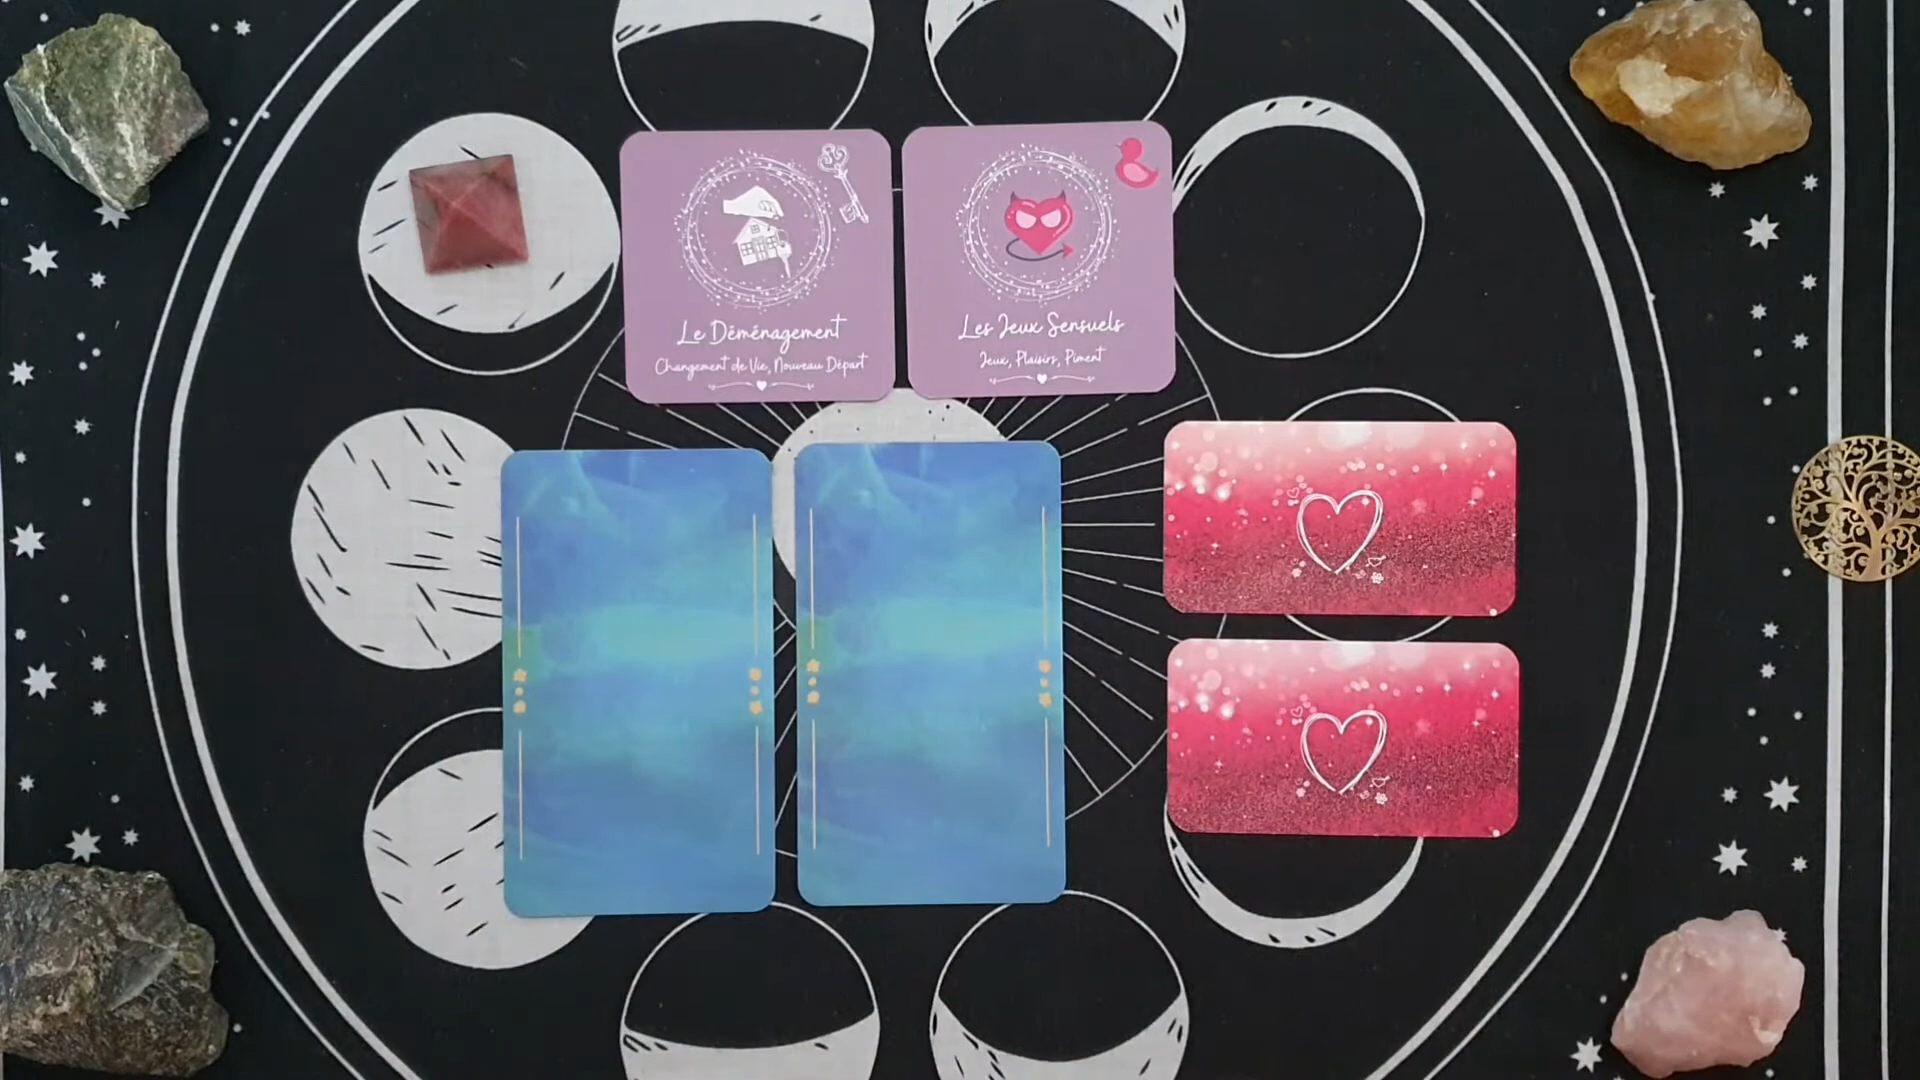 Le Déménagement
Changement de Vie, Nouveau Départ
Les Jeux Sensuels
Jeux, Plaisirs, Piment